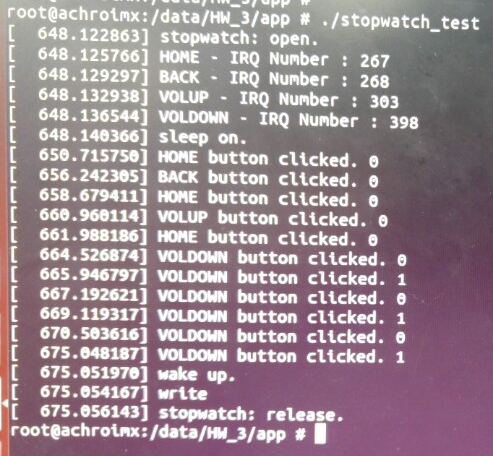 root@achroimx:/data/HW_3/app #
root@achroimx:/data/HW_3/app # ./stopwatch_test
[  648.122863] stopwatch: open.
[  648.125766] HOME - IRQ Number : 267
[  648.129297] BACK - IRQ Number : 268
[  648.132938] VOLUP - IRQ Number : 303
[  648.136544] VOLDOWN - IRQ Number : 398
[  648.140366] sleep on.
[  650.715750] HOME button clicked. 0
[  656.242305] BACK button clicked. 0
[  658.679411] HOME button clicked. 0
[  660.960114] VOLUP button clicked. 0
[  661.988186] HOME button clicked. 0
[  664.526874] VOLDOWN button clicked. 0
[  665.946797] VOLDOWN button clicked. 1
[  667.192621] VOLDOWN button clicked. 0
[  669.119317] VOLDOWN button clicked. 1
[  670.503616] VOLDOWN button clicked. 0
[  675.048187] VOLDOWN button clicked. 1
[  675.051970] wake up.
[  675.054167] write
[  675.056143] stopwatch: release.
root@achroimx:/data/HW_3/app #